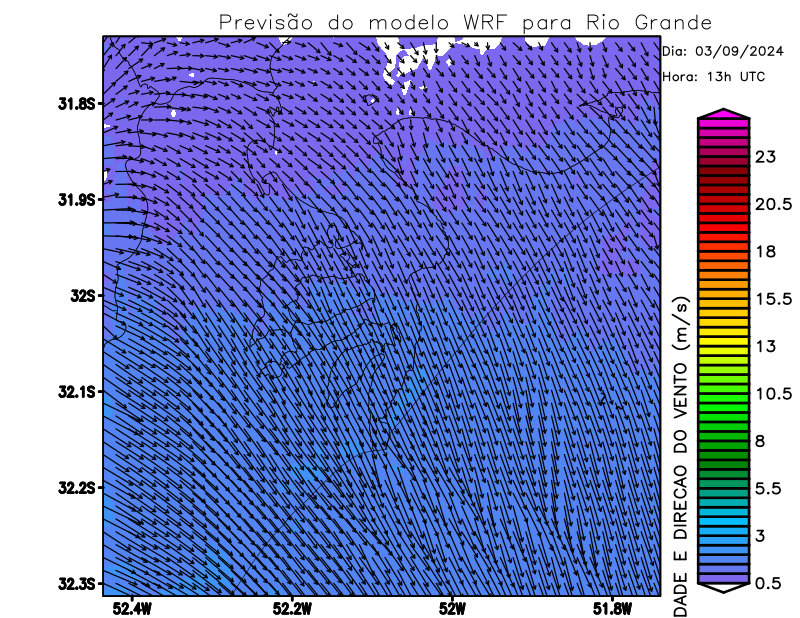 Previsão do modelo WRF para Rio Grande
Dia: 03/09/2024
Hora: 13h UTC
31.8S
31.9S
32S
32.1S
32.2S
32.3S
52.4W
52.2W
52W
51.8W
DADE E DIRECAO DO VENTO (m/s)
23
20.5
18
15.5
13
10.5
8
5.5
3
0.5